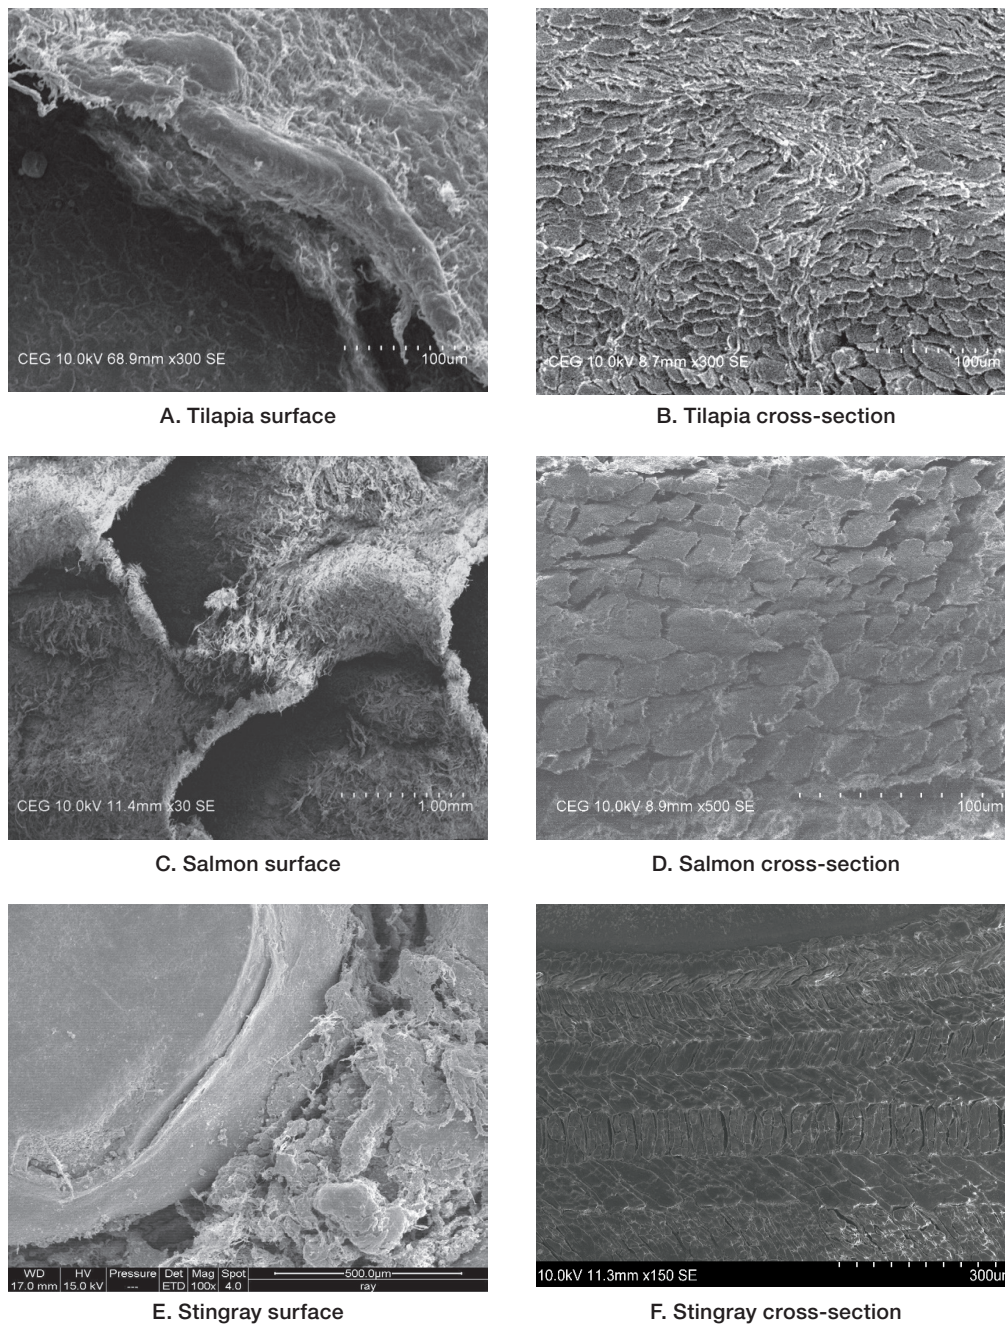 CEG 10.0kV 68.9mm x300 SE 100um
CEG 10.0kV 8.7mm x300 SE 100um
A. Tilapia surface
B. Tilapia cross-section
CEG 10.0kV 11.4mm x30 SE 1.00mm
CEG 10.0kV 8.9mm x500 SE 100um
C. Salmon surface
D. Salmon cross-section
WD HV Pressure Det Mag Spot 500.0µm
17.0 mm 15.0 kV --- ETD 100x 4.0 ray
10.0kV 11.3mm x150 SE 300um
E. Stingray surface
F. Stingray cross-section